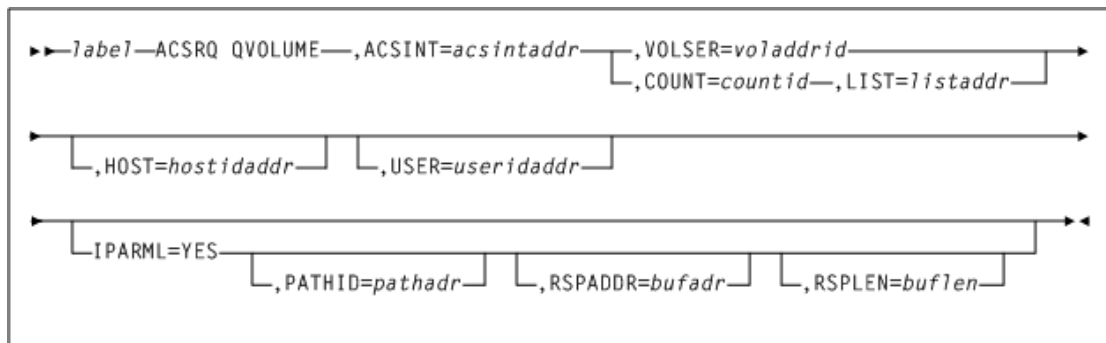 label ACSRQ QVOLUME ,ACSINT=acsintaddr ,VOLSER=voladdrid
,COUNT=countid ,LIST=listaddr
,HOST=hostidaddr ,USER=useridaddr
IPARML=YES
,PATHID=pathadr ,RSPADDR=bufadr ,RSPLEN=buflen